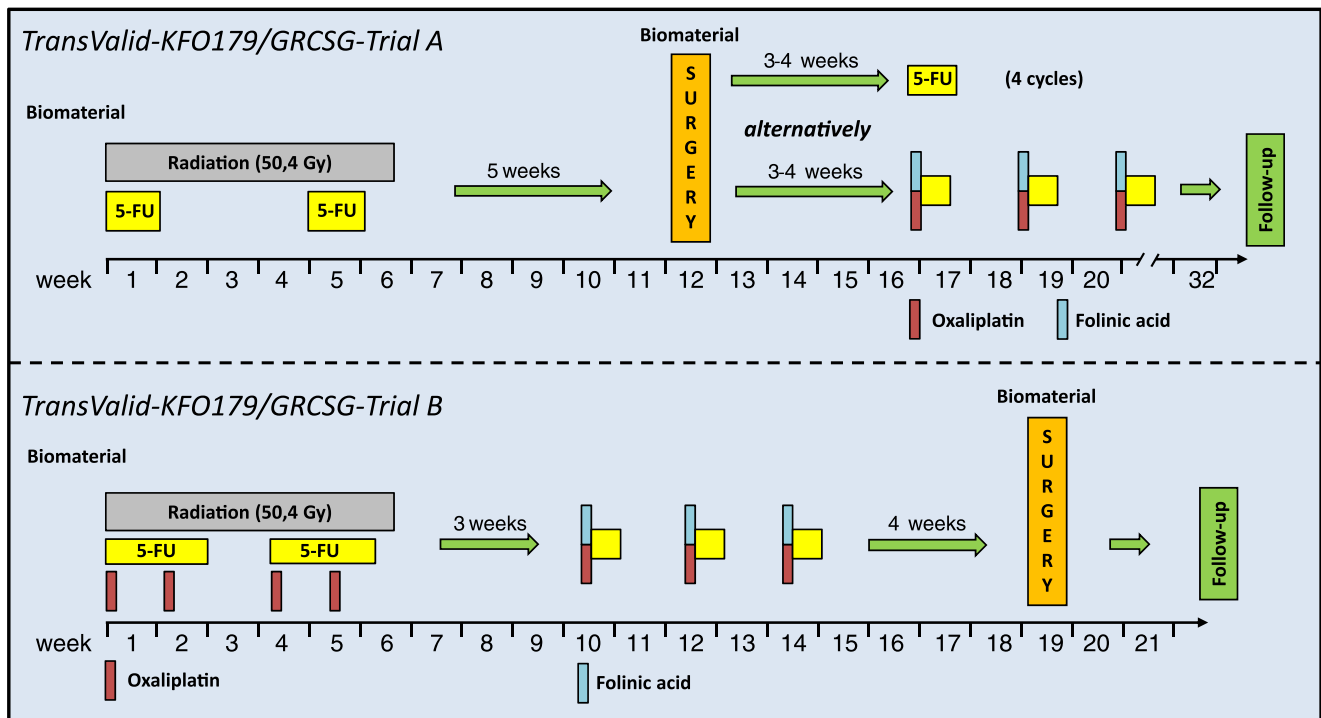 TransValid-KFO179/GRCSG-Trial A
Biomaterial
3-4 weeks
5-FU
(4 cycles)
Biomaterial
SURGERY
alternatively
Radiation (50,4 Gy)
5 weeks
3-4 weeks
5-FU
5-FU
Follow-up
week 1 2 3 4 5 6 7 8 9 10 11 12 13 14 15 16 17 18 19 20 32
Oxaliplatin
Folinic acid
TransValid-KFO179/GRCSG-Trial B
Biomaterial
Biomaterial
SURGERY
Radiation (50,4 Gy)
3 weeks
4 weeks
5-FU
5-FU
Follow-up
week 1 2 3 4 5 6 7 8 9 10 11 12 13 14 15 16 17 18 19 20 21
Oxaliplatin
Folinic acid